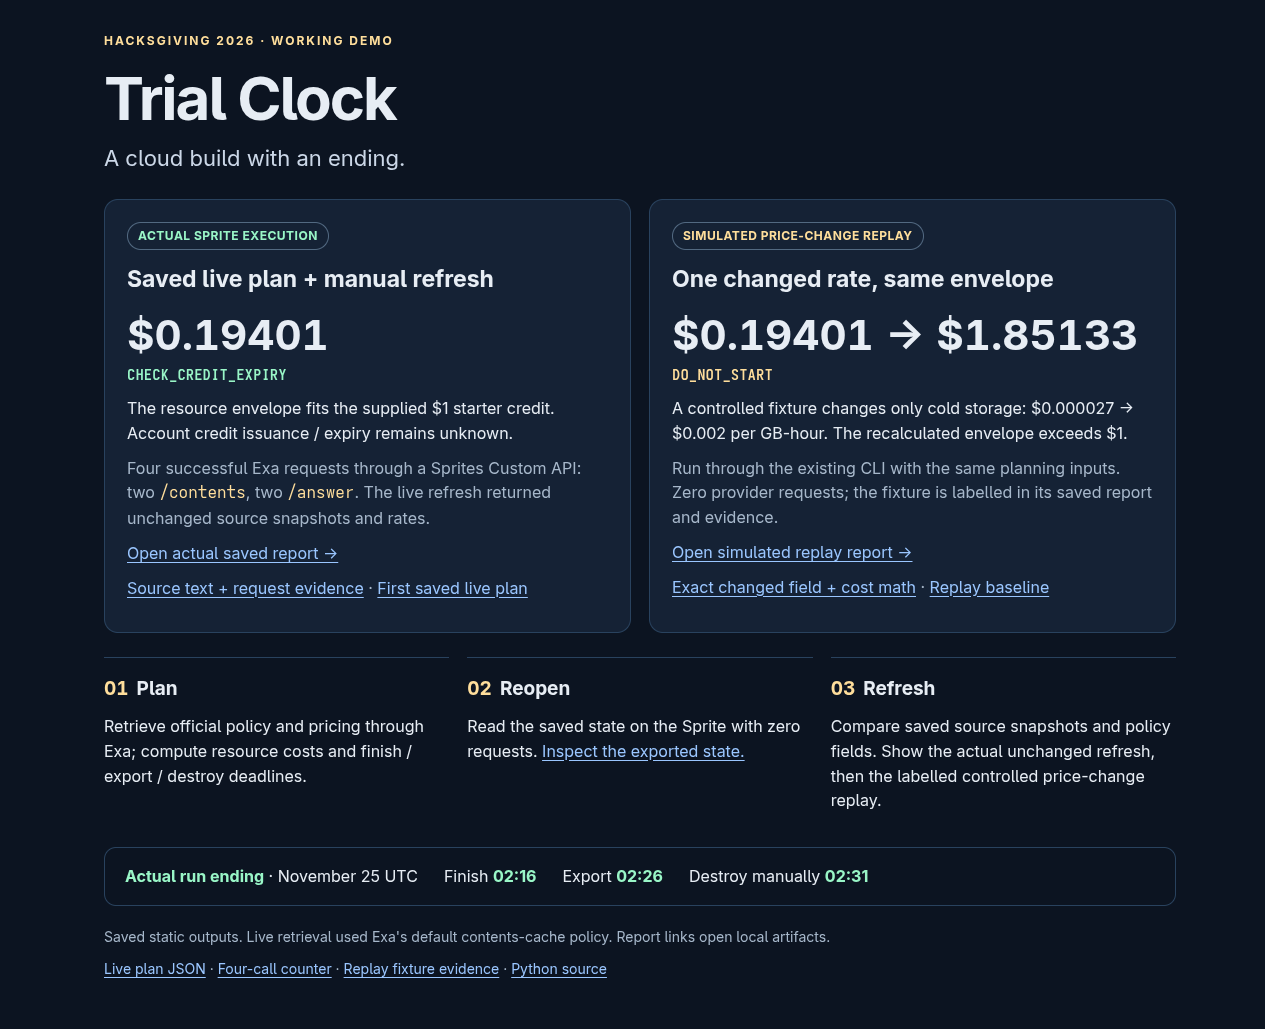 HACKSGIVING 2026 · WORKING DEMO
Trial Clock
A cloud build with an ending.
ACTUAL SPRITE EXECUTION
Saved live plan + manual refresh
$0.19401
CHECK_CREDIT_EXPIRY
The resource envelope fits the supplied $1 starter credit.
Account credit issuance / expiry remains unknown.
Four successful Exa requests through a Sprites Custom API:
two /contents, two /answer. The live refresh returned
unchanged source snapshots and rates.
Open actual saved report →
Source text + request evidence · First saved live plan
SIMULATED PRICE-CHANGE REPLAY
One changed rate, same envelope
$0.19401 → $1.85133
DO_NOT_START
A controlled fixture changes only cold storage: $0.000027 →
$0.002 per GB-hour. The recalculated envelope exceeds $1.
Run through the existing CLI with the same planning inputs.
Zero provider requests; the fixture is labelled in its saved report
and evidence.
Open simulated replay report →
Exact changed field + cost math · Replay baseline
01 Plan
Retrieve official policy and pricing through
Exa; compute resource costs and finish /
export / destroy deadlines.
02 Reopen
Read the saved state on the Sprite with zero
requests. Inspect the exported state.
03 Refresh
Compare saved source snapshots and policy
fields. Show the actual unchanged refresh,
then the labelled controlled price-change
replay.
Actual run ending · November 25 UTC Finish 02:16 Export 02:26 Destroy manually 02:31
Saved static outputs. Live retrieval used Exa's default contents-cache policy. Report links open local artifacts.
Live plan JSON · Four-call counter · Replay fixture evidence · Python source